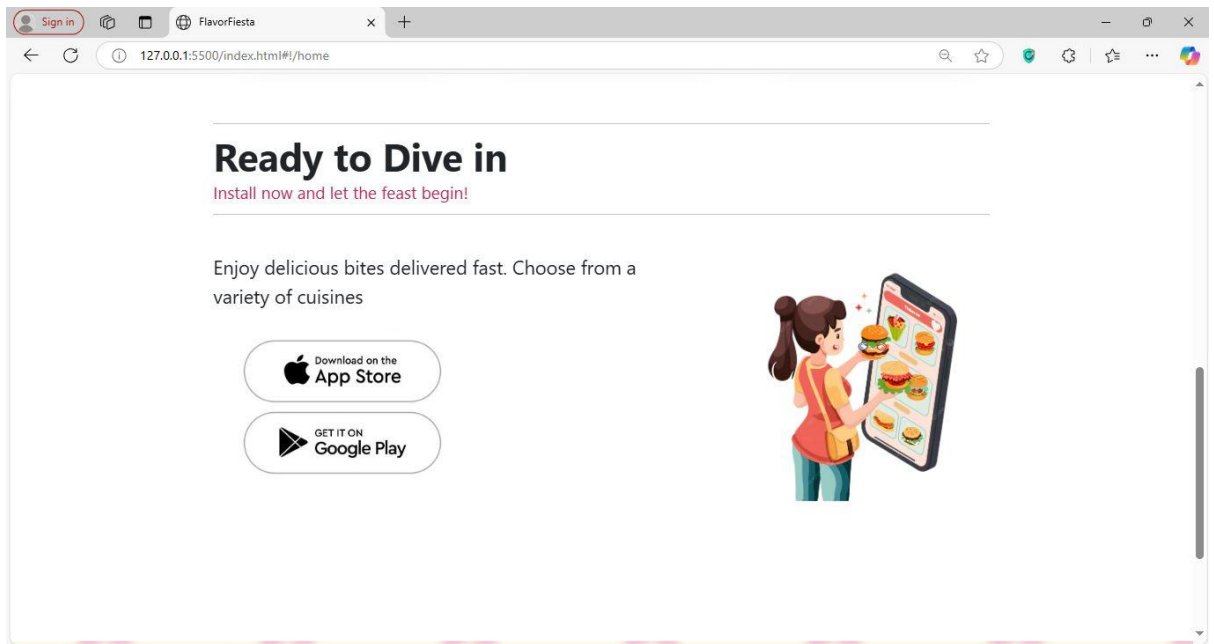 Sign in
FlavorFiesta
127.0.0.1:5500/index.html#!/home
Ready to Dive in
Install now and let the feast begin!
Enjoy delicious bites delivered fast. Choose from a
variety of cuisines
Download on the
App Store
GET IT ON
Google Play